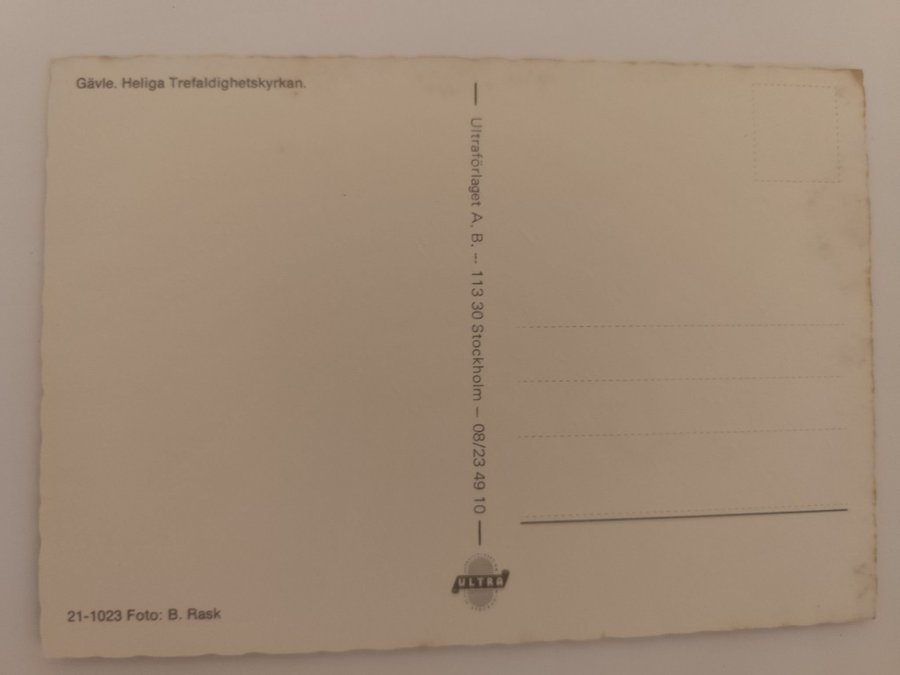 Gävle. Heliga Trefaldighetskyrkan.
Ultraförlaget A. B. -- 113 30 Stockholm – 08/23 49 10
ULTRA
21-1023 Foto: B. Rask